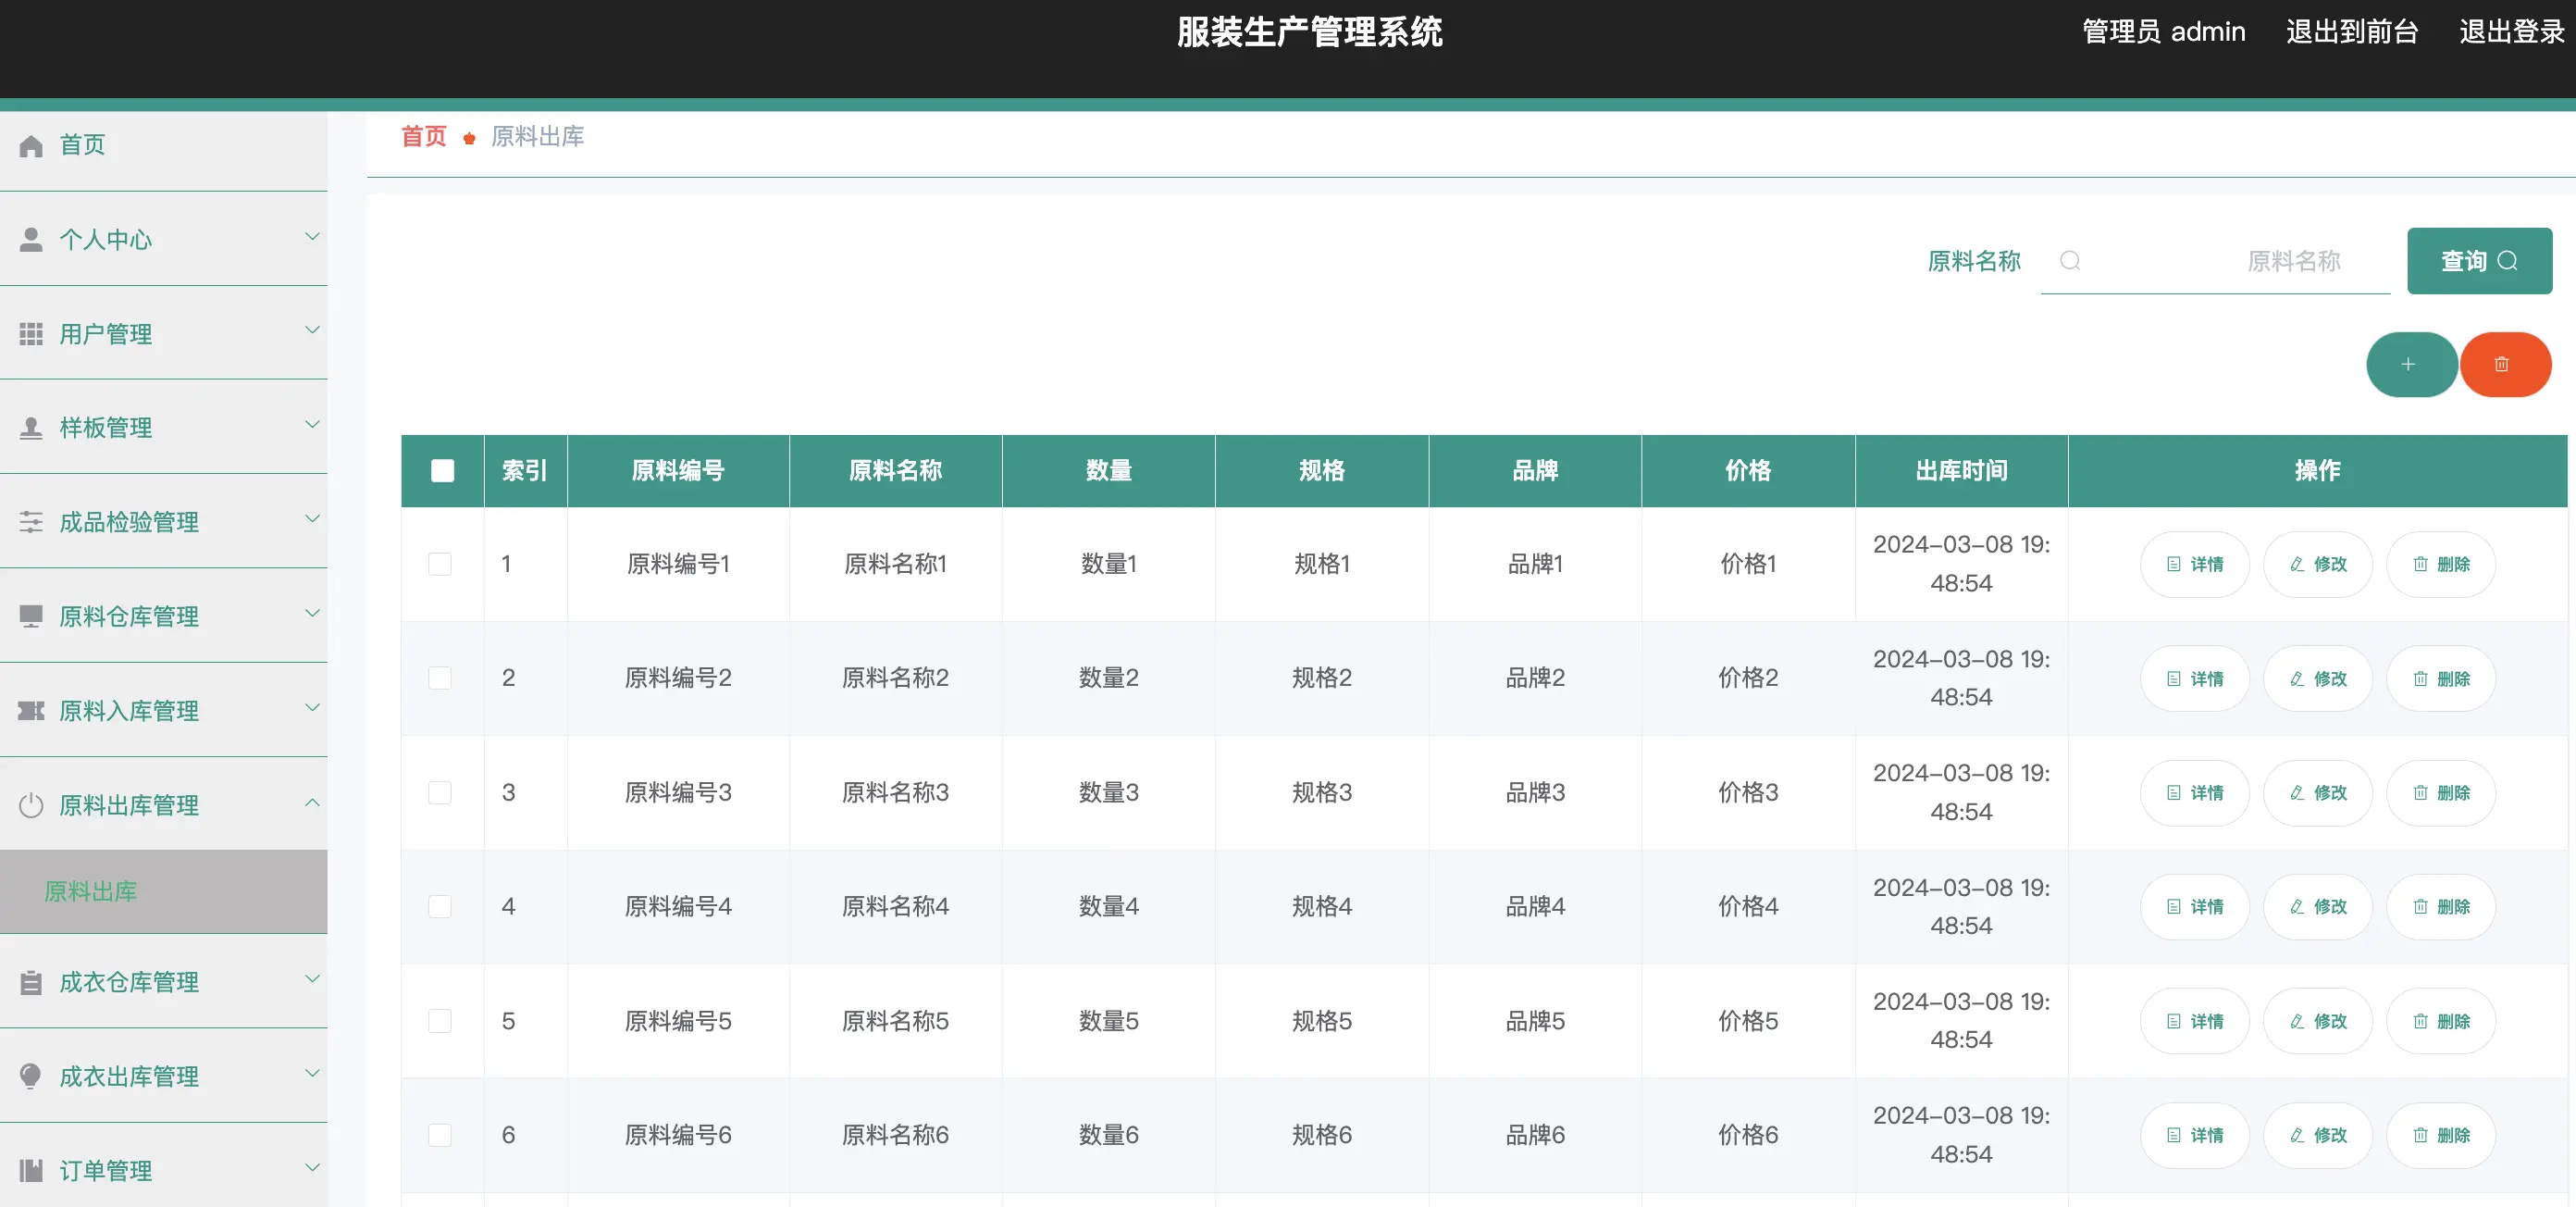 服装生产管理系统
管理员 admin 退出到前台 退出登录
首页
个人中心
用户管理
样板管理
成品检验管理
原料仓库管理
原料入库管理
原料出库管理
原料出库
成衣仓库管理
成衣出库管理
订单管理
首页 原料出库
原料名称 原料名称 查询
索引 原料编号 原料名称 数量 规格 品牌 价格 出库时间 操作
1 原料编号1 原料名称1 数量1 规格1 品牌1 价格1 2024-03-08 19:
48:54 详情 修改 删除
2 原料编号2 原料名称2 数量2 规格2 品牌2 价格2 2024-03-08 19:
48:54 详情 修改 删除
3 原料编号3 原料名称3 数量3 规格3 品牌3 价格3 2024-03-08 19:
48:54 详情 修改 删除
4 原料编号4 原料名称4 数量4 规格4 品牌4 价格4 2024-03-08 19:
48:54 详情 修改 删除
5 原料编号5 原料名称5 数量5 规格5 品牌5 价格5 2024-03-08 19:
48:54 详情 修改 删除
6 原料编号6 原料名称6 数量6 规格6 品牌6 价格6 2024-03-08 19:
48:54 详情 修改 删除